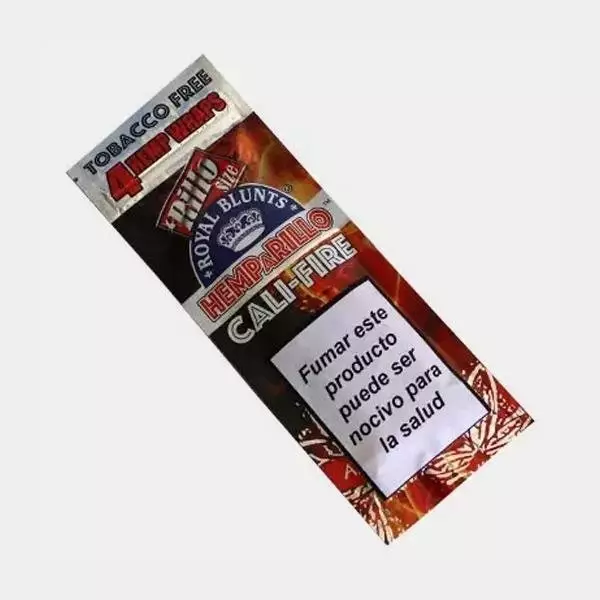 TOBACCO FREE
4 HEMP WRAPS
'Rillo
Size
ROYAL BLUNTS®
HEMPARILLO™
CALI-FIRE
Fumar este
producto
puede ser
nocivo para
la salud